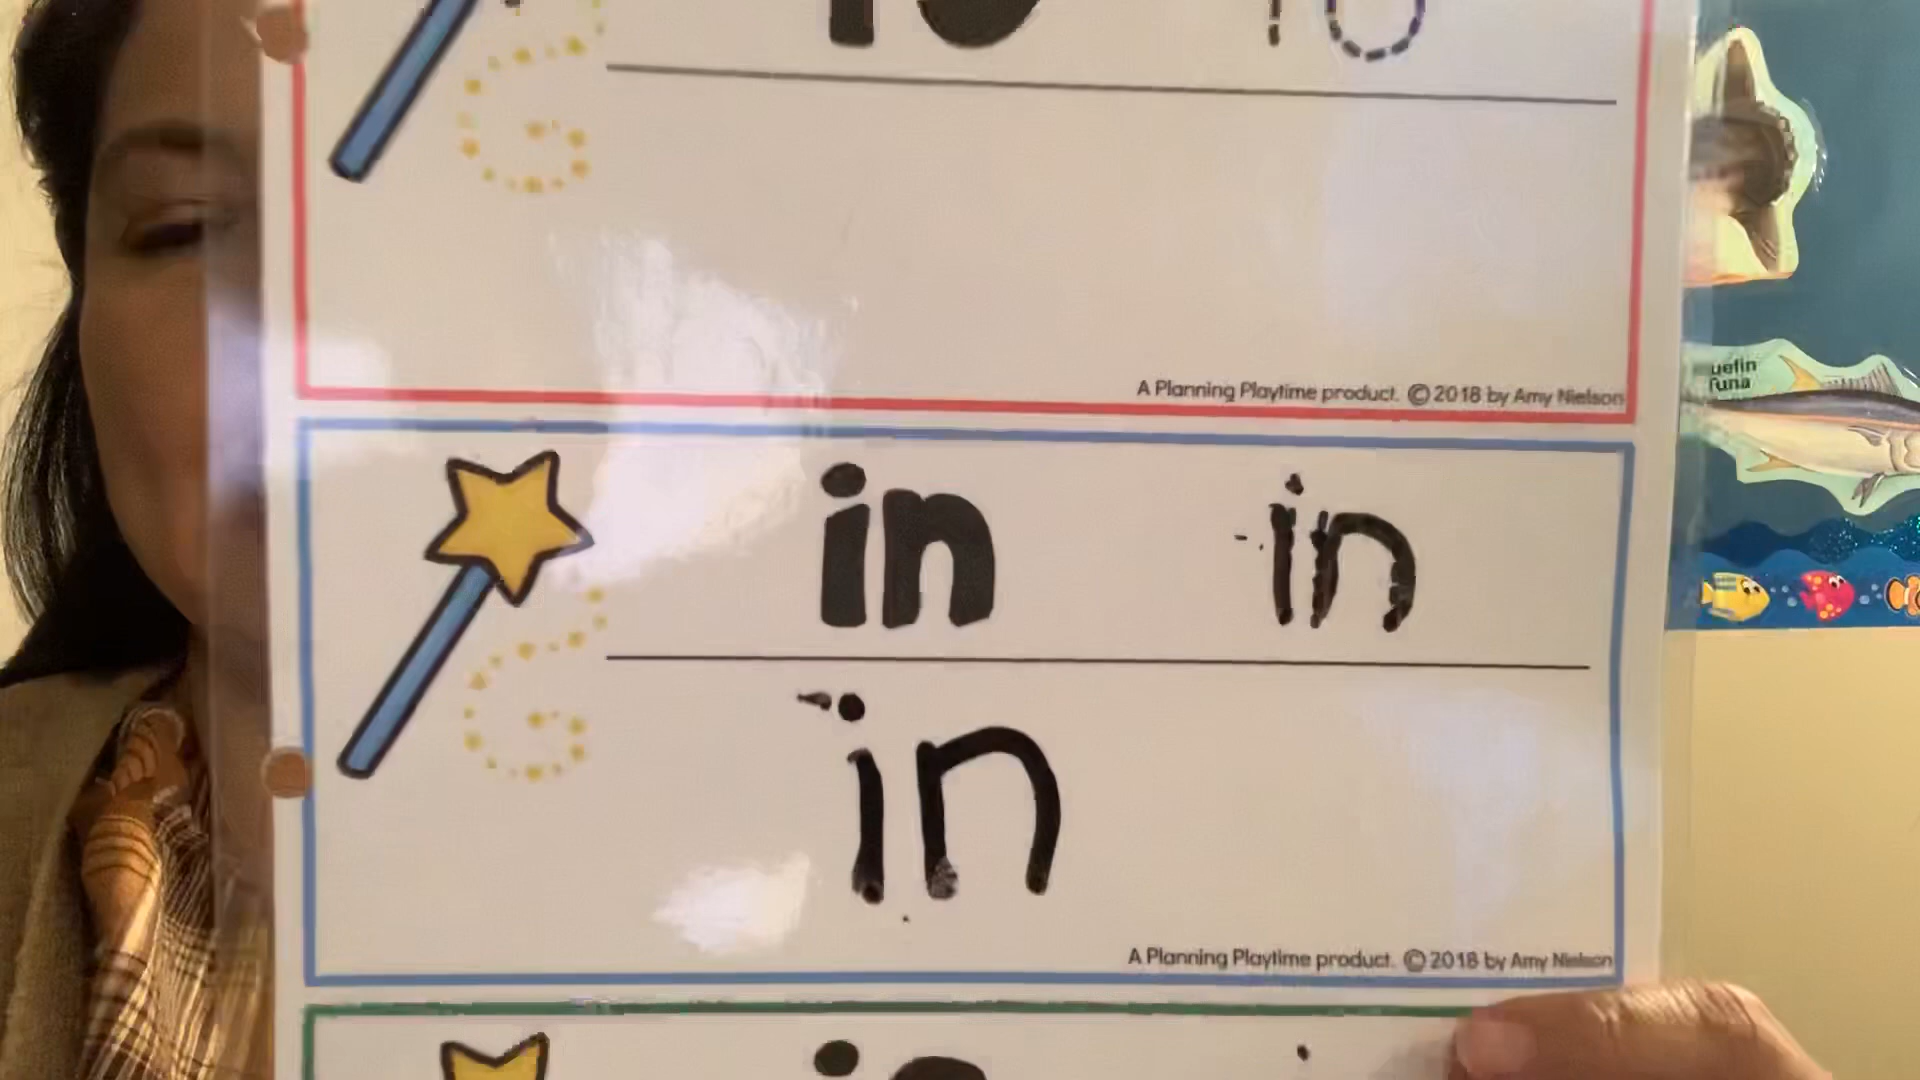 A Planning Playtime product. © 2018 by Amy Nielson
in in
in
A Planning Playtime product. © 2018 by Amy Nielson